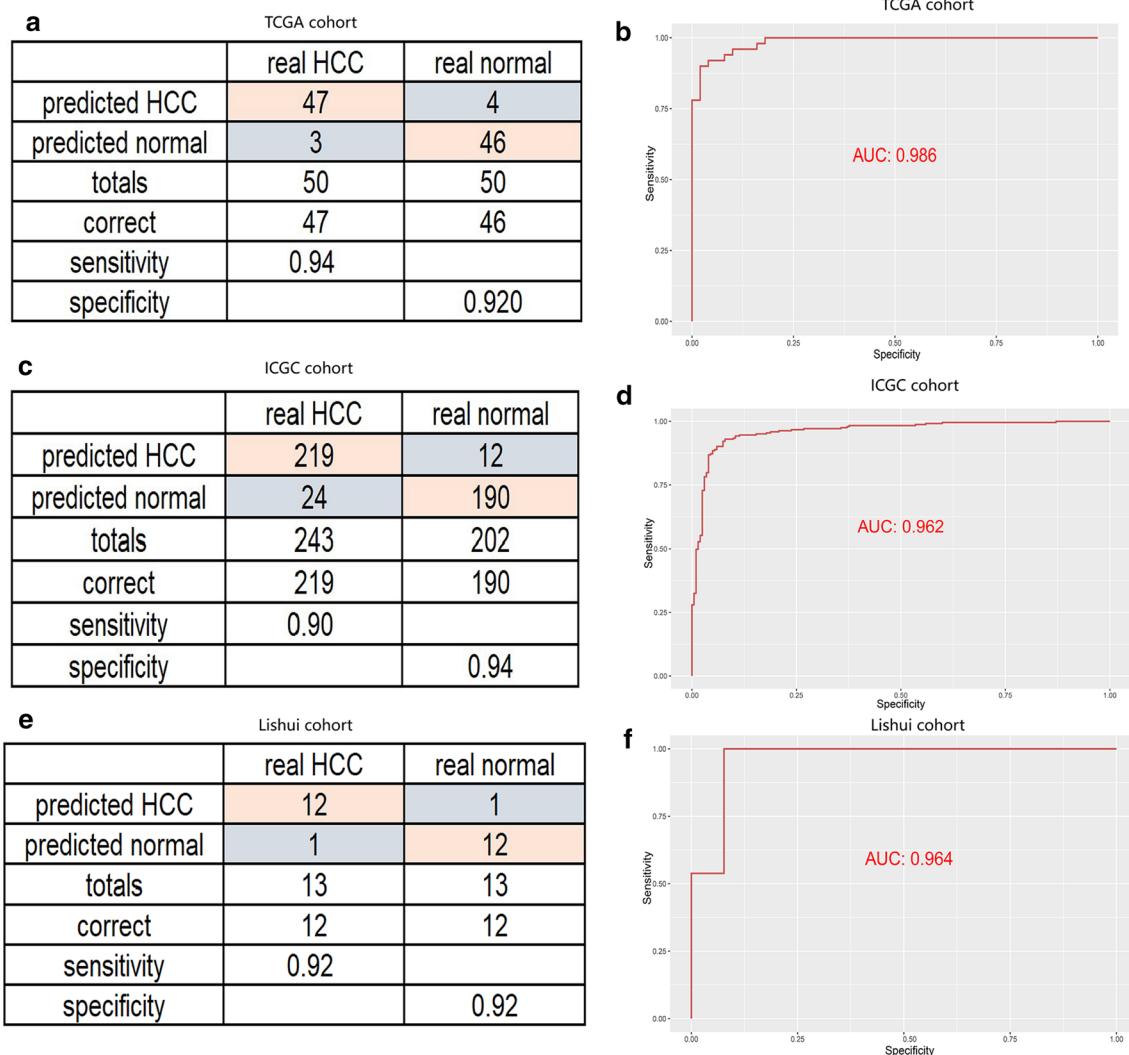 a
TCGA cohort
real HCC real normal
predicted HCC 47 4
predicted normal 3 46
totals 50 50
correct 47 46
sensitivity 0.94
specificity 0.920
b
TCGA cohort
1.00
0.75
0.50
0.25
0.00
Sensitivity
AUC: 0.986
0.00 0.25 0.50 0.75 1.00
Specificity
c
ICGC cohort
real HCC real normal
predicted HCC 219 12
predicted normal 24 190
totals 243 202
correct 219 190
sensitivity 0.90
specificity 0.94
d
ICGC cohort
1.00
0.75
0.50
0.25
0.00
Sensitivity
AUC: 0.962
0.00 0.25 0.50 0.75 1.00
Specificity
e
Lishui cohort
real HCC real normal
predicted HCC 12 1
predicted normal 1 12
totals 13 13
correct 12 12
sensitivity 0.92
specificity 0.92
f
Lishui cohort
1.00
0.75
0.50
0.25
0.00
Sensitivity
AUC: 0.964
0.00 0.25 0.50 0.75 1.00
Specificity